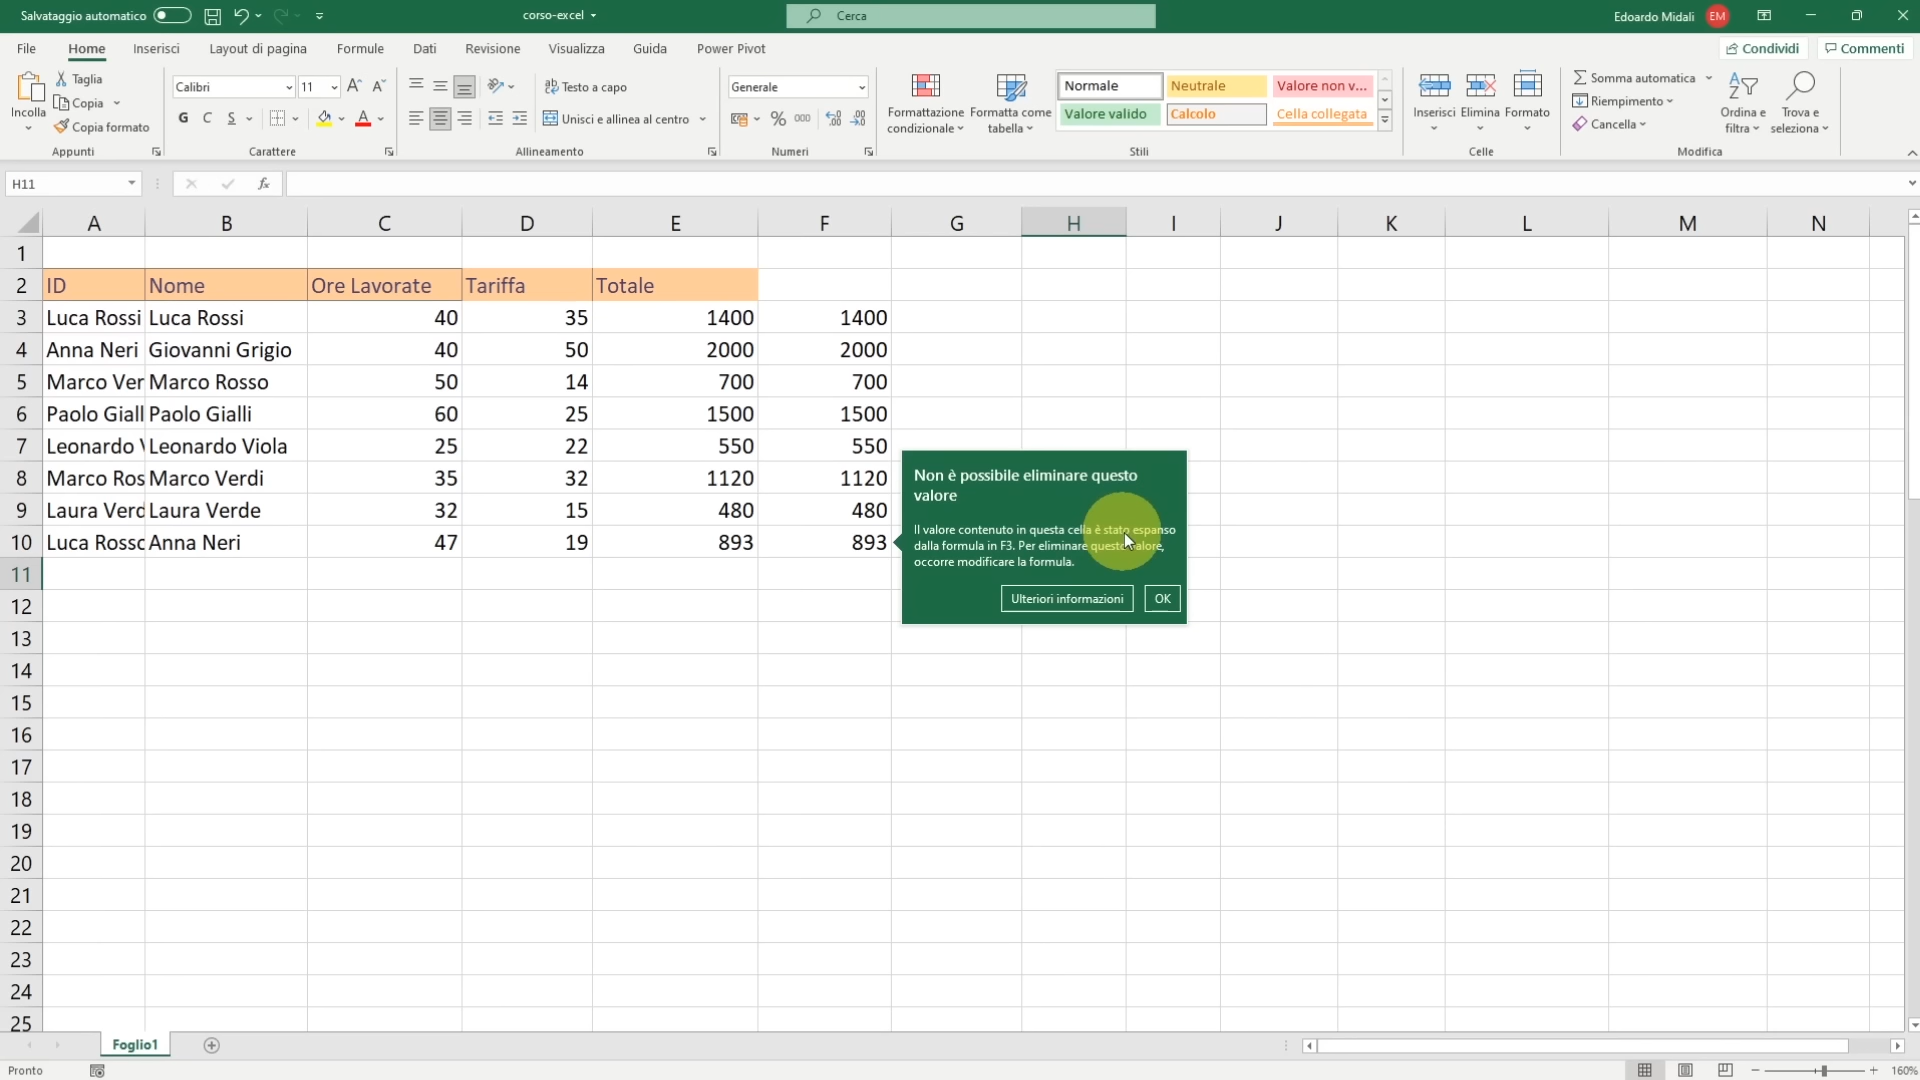 Salvataggio automatico
corso-excel
Cerca
Edoardo Midali
EM
File
Home
Inserisci
Layout di pagina
Formule
Dati
Revisione
Visualizza
Guida
Power Pivot
Condividi
Commenti
Incolla
Taglia
Copia
Copia formato
Appunti
Calibri
11
G C S
Carattere
Testo a capo
Unisci e allinea al centro
Allineamento
Generale
% 000
Numeri
Formattazione
condizionale
Formatta come
tabella
Normale
Neutrale
Valore non v...
Valore valido
Calcolo
Cella collegata
Stili
Inserisci
Elimina
Formato
Celle
Somma automatica
Riempimento
Cancella
Ordina e
filtra
Trova e
seleziona
Modifica
H11
fx
A B C D E F G H I J K L M N
1
2 ID Nome Ore Lavorate Tariffa Totale
3 Luca Rossi Luca Rossi 40 35 1400 1400
4 Anna Neri Giovanni Grigio 40 50 2000 2000
5 Marco Ver Marco Rosso 50 14 700 700
6 Paolo Giall Paolo Gialli 60 25 1500 1500
7 Leonardo V Leonardo Viola 25 22 550 550
8 Marco Ros Marco Verdi 35 32 1120 1120
9 Laura Verd Laura Verde 32 15 480 480
10 Luca Rosso Anna Neri 47 19 893 893
11
12
13
14
15
16
17
18
19
20
21
22
23
24
25
Non è possibile eliminare questo
valore
Il valore contenuto in questa cella è stato espanso
dalla formula in F3. Per eliminare questo valore,
occorre modificare la formula.
Ulteriori informazioni
OK
Foglio1
Pronto
160%